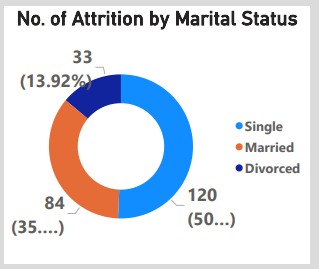 No. of Attrition by Marital Status
33
(13.92%)
Single
Married
Divorced
84
(35....)
120
(50...)